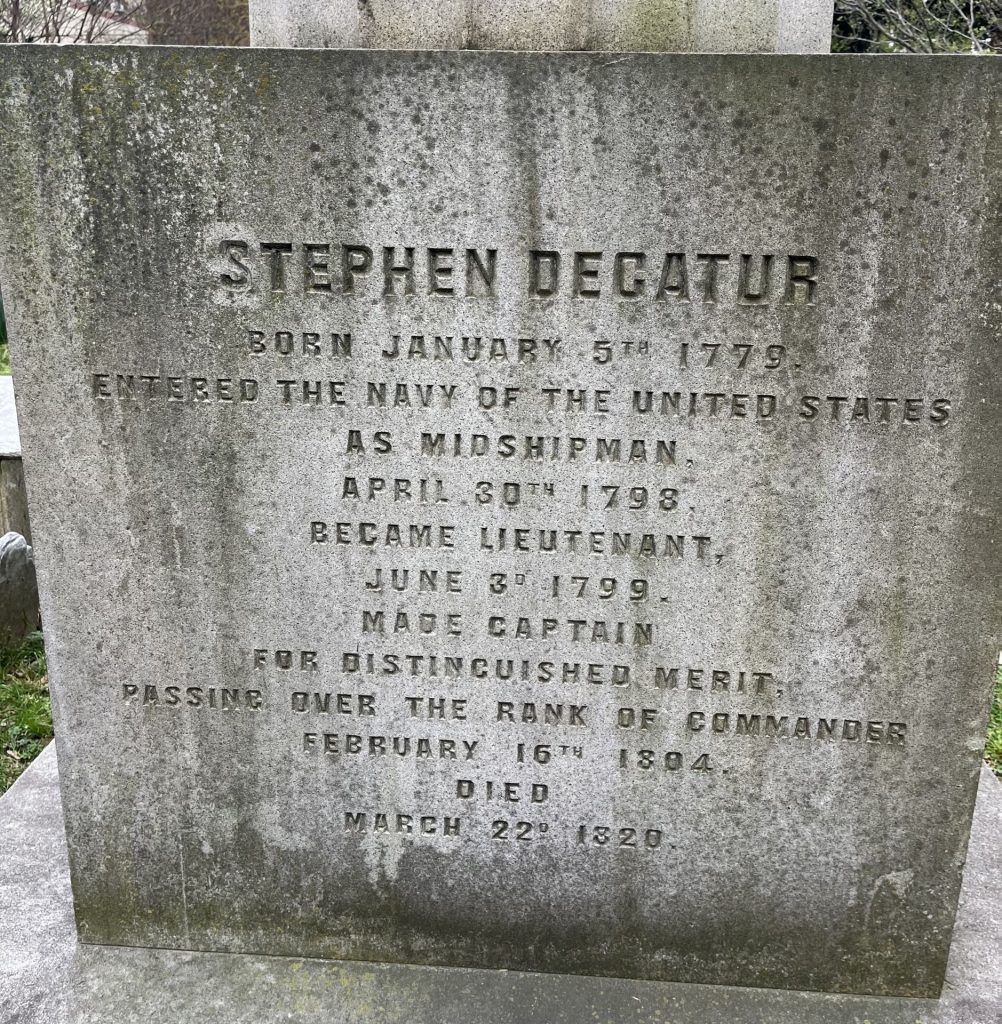 STEPHEN DECATUR
BORN JANUARY 5TH 1779.
ENTERED THE NAVY OF THE UNITED STATES
AS MIDSHIPMAN,
APRIL 30TH 1798.
BECAME LIEUTENANT,
JUNE 3D 1799.
MADE CAPTAIN
FOR DISTINGUISHED MERIT,
PASSING OVER THE RANK OF COMMANDER
FEBRUARY 16TH 1804.
DIED
MARCH 22D 1820.